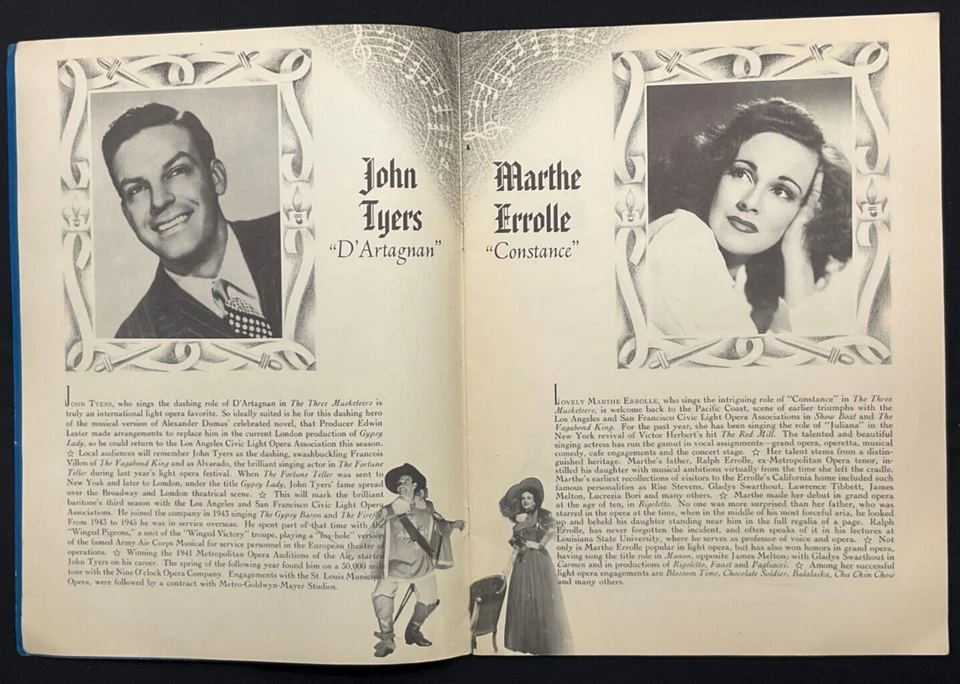 John
Tyers
"D'Artagnan"
JOHN TYERS, who sings the dashing role of D'Artagnan in The Three Musketeers is
truly an international light opera favorite. So ideally suited is he for this dashing hero
of the musical version of Alexander Dumas' celebrated novel, that Producer Edwin
Lester made arrangements to replace him in the current London production of Gypsy
Lady, so he could return to the Los Angeles Civic Light Opera Association this season.
☆ Local audiences will remember John Tyers as the dashing, swashbuckling Francois
Villon of The Vagabond King and as Alvarado, the brilliant singing actor in The Fortune
Teller during last year's light opera festival. When The Fortune Teller was sent to
New York and later to London, under the title Gypsy Lady, John Tyers' fame spread
over the Broadway and London theatrical scene. ☆ This will mark the brilliant
baritone's third season with the Los Angeles and San Francisco Civic Light Opera
Associations. He joined the company in 1945 singing The Gypsy Baron and The Firefly.
From 1943 to 1945 he was in service overseas. He spent part of that time with the
"Winged Pigeons," a unit of the "Winged Victory" troupe, playing a "fox-hole" version
of the famed Army Air Corps Musical for service personnel in the European theater of
operations. ☆ Winning the 1941 Metropolitan Opera Auditions of the Air, started
John Tyers on his career. The spring of the following year found him on a 30,000 mile
tour with the Nine O'clock Opera Company. Engagements with the St. Louis Municipal
Opera, were followed by a contract with Metro-Goldwyn-Mayer Studios.
Marthe
Errolle
"Constance"
LOVELY MARTHE ERROLLE, who sings the intriguing role of "Constance" in The Three
Musketeers, is welcome back to the Pacific Coast, scene of earlier triumphs with the
Los Angeles and San Francisco Civic Light Opera Associations in Show Boat and The
Vagabond King. For the past year, she has been singing the role of "Juliana" in the
New York revival of Victor Herbert's hit The Red Mill. The talented and beautiful
singing actress has run the gamut in vocal assignments—grand opera, operetta, musical
comedy, cafe engagements and the concert stage. ☆ Her talent stems from a distin-
guished heritage. Marthe's father, Ralph Errolle, ex-Metropolitan Opera tenor, in-
stilled his daughter with musical ambitions virtually from the time she left the cradle.
Marthe's earliest recollections of visitors to the Errolle's California home included such
famous personalities as Rise Stevens, Gladys Swarthout, Lawrence Tibbett, James
Melton, Lucrezia Bori and many others. ☆ Marthe made her debut in grand opera
at the age of ten, in Rigoletto. No one was more surprised than her father, who was
starred in the opera at the time, when in the middle of his most forceful aria, he looked
up and beheld his daughter standing near him in the full regalia of a page. Ralph
Errolle, has never forgotten the incident, and often speaks of it in his lectures at
Louisiana State University, where he serves as professor of voice and opera. ☆ Not
only is Marthe Errolle popular in light opera, but has also won honors in grand opera,
having sung the title role in Manon, opposite James Melton; with Gladys Swarthout in
Carmen and in productions of Rigoletto, Faust and Pagliacci. ☆ Among her successful
light opera engagements are Blossom Time, Chocolate Soldier, Balalaika, Chu Chin Chow
and many others.